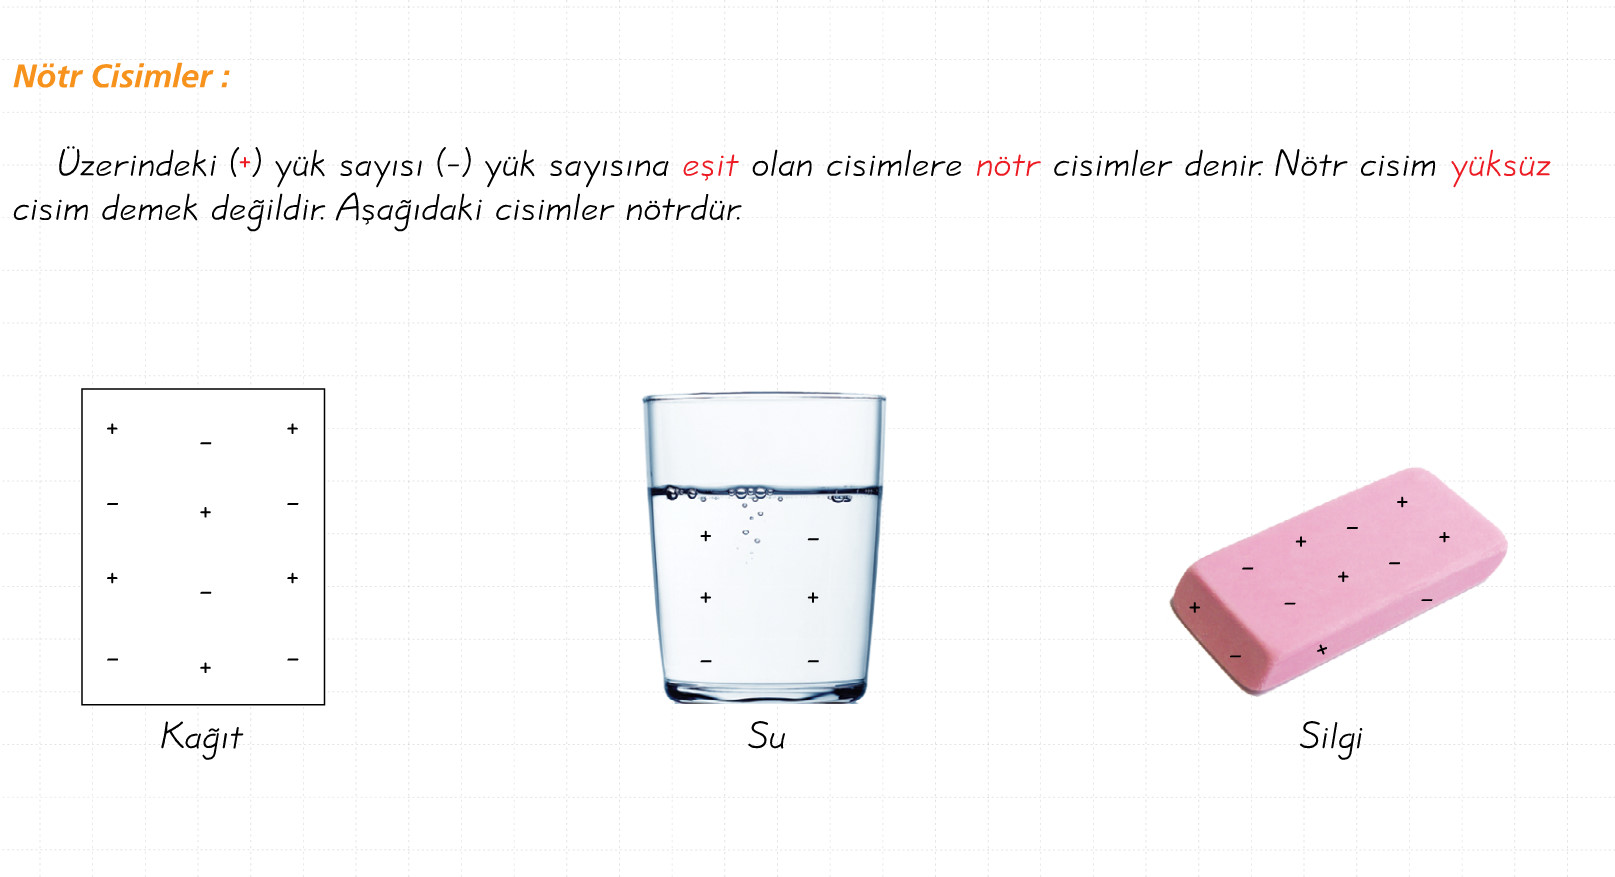 Nötr Cisimler :
Üzerindeki (+) yük sayısı (-) yük sayısına eşit olan cisimlere nötr cisimler denir. Nötr cisim yüksüz
cisim demek değildir. Aşağıdaki cisimler nötrdür.
+ - +
- + -
+ - +
- + -
+ -
+ +
- -
+
-
+ +
- -
+
+ - -
- +
Kağıt Su Silgi